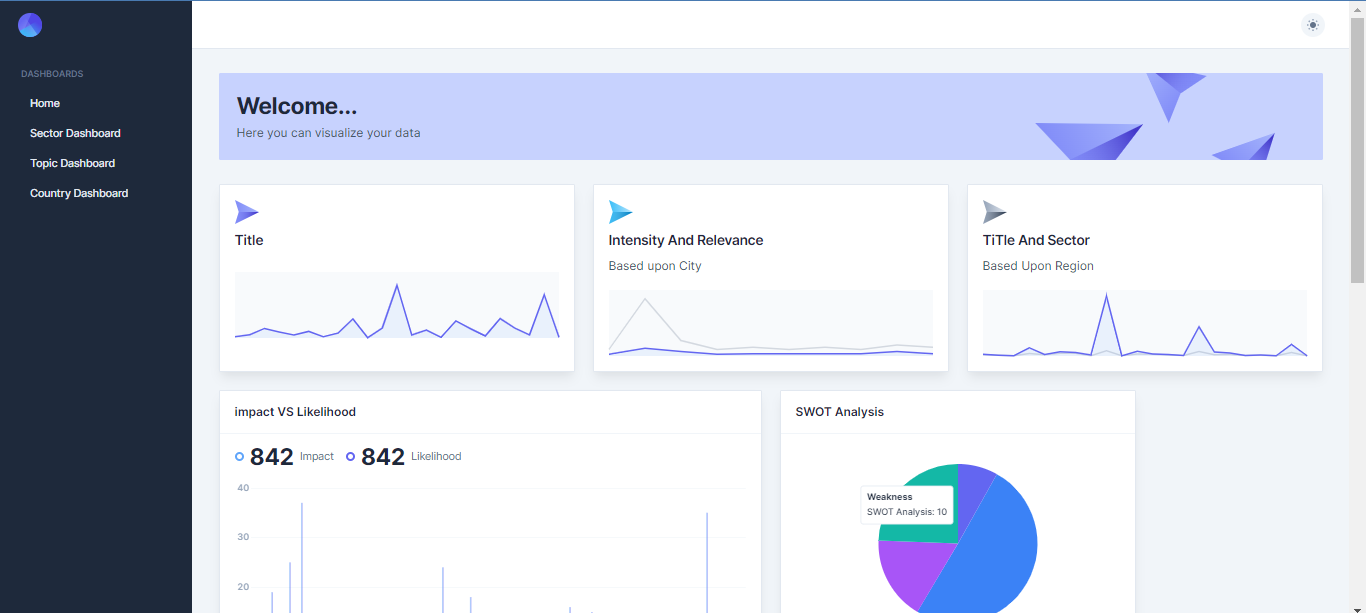 DASHBOARDS
Home
Sector Dashboard
Topic Dashboard
Country Dashboard
Welcome...
Here you can visualize your data
Title
Intensity And Relevance
Based upon City
TiTle And Sector
Based Upon Region
impact VS Likelihood
842 Impact 842 Likelihood
40
30
20
SWOT Analysis
Weakness
SWOT Analysis: 10